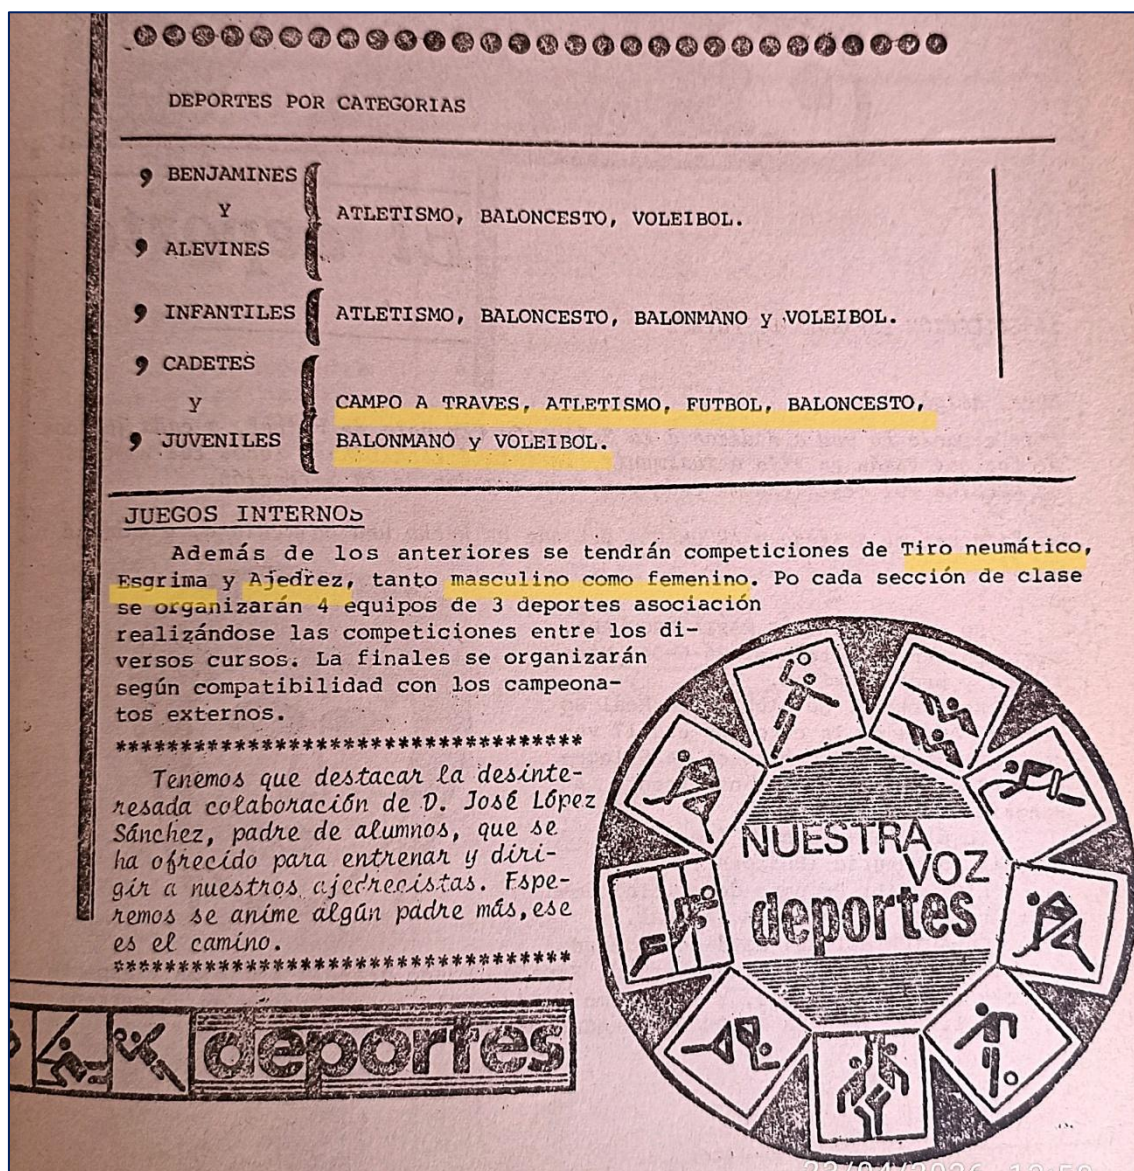 DEPORTES POR CATEGORIAS
BENJAMINES
Y
ALEVINES
ATLETISMO, BALONCESTO, VOLEIBOL.
INFANTILES
ATLETISMO, BALONCESTO, BALONMANO y VOLEIBOL.
CADETES
y
JUVENILES
CAMPO A TRAVES, ATLETISMO, FUTBOL, BALONCESTO,
BALONMANO y VOLEIBOL.
JUEGOS INTERNOS
Además de los anteriores se tendrán competiciones de Tiro neumático,
Esgrima y Ajedrez, tanto masculino como femenino. Po cada sección de clase
se organizarán 4 equipos de 3 deportes asociación
realizándose las competiciones entre los di-
versos cursos. La finales se organizarán
según compatibilidad con los campeona-
tos externos.
***********************************
Tenemos que destacar la desinte-
resada colaboración de D. José López
Sánchez, padre de alumnos, que se
ha ofrecido para entrenar y diri-
gir a nuestros ajedrecistas. Espe-
remos se anime algún padre más, ese
es el camino.
***********************************
NUESTRA
VOZ
deportes
deportes